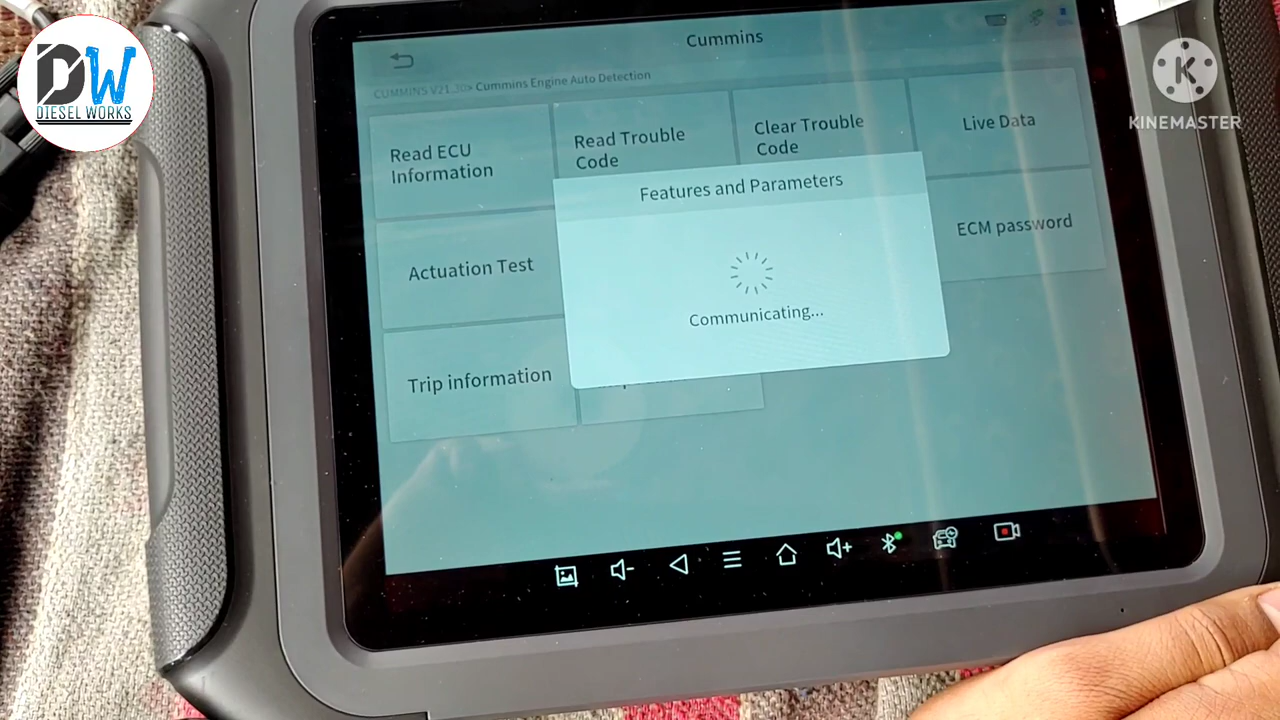 DW
DIESEL WORKS
K
KINEMASTER
Cummins
CUMMINS V21.30> Cummins Engine Auto Detection
Read ECU
Information
Read Trouble
Code
Clear Trouble
Code
Live Data
Features and Parameters
Communicating...
Actuation Test
ECM password
Trip information